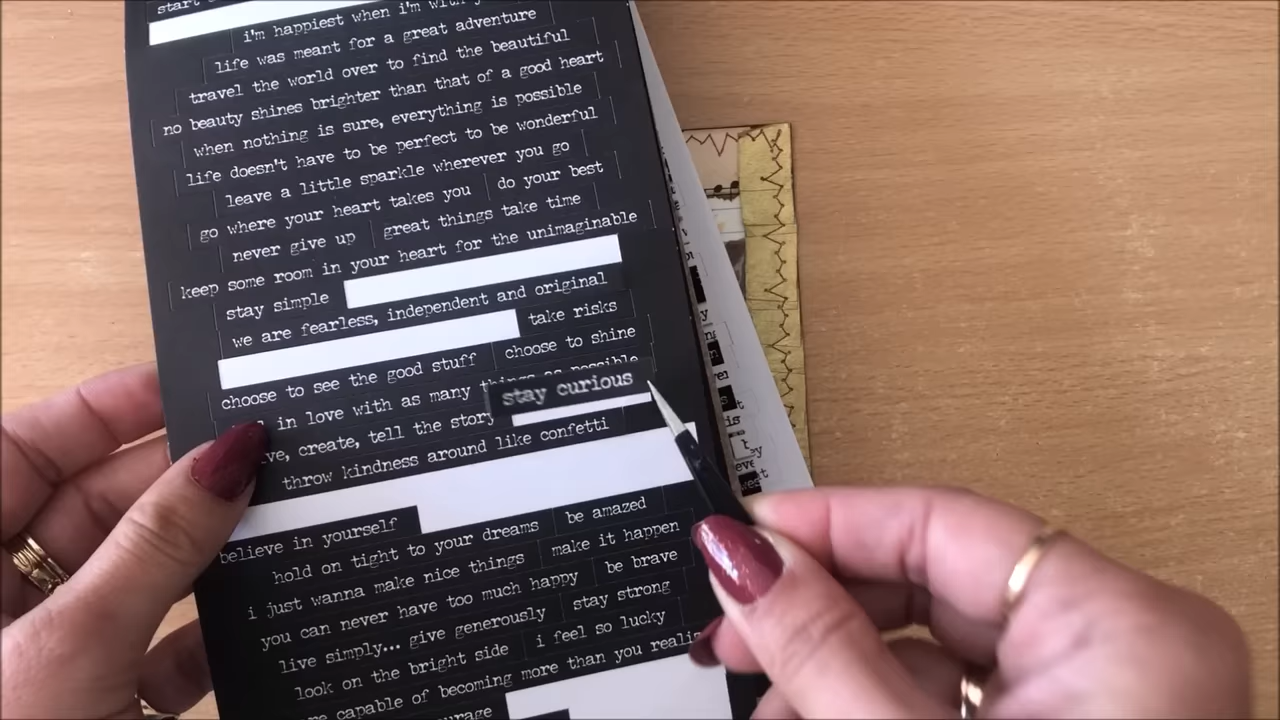 start
i'm happiest when i'm with
life was meant for a great adventure
travel the world over to find the beautiful
no beauty shines brighter than that of a good heart
when nothing is sure, everything is possible
life doesn't have to be perfect to be wonderful
leave a little sparkle wherever you go
go where your heart takes you do your best
never give up great things take time
keep some room in your heart for the unimaginable
stay simple
we are fearless, independent and original
take risks
choose to see the good stuff choose to shine
in love with as many things as possible
stay curious
create, tell the story
throw kindness around like confetti
believe in yourself
hold on tight to your dreams be amazed
i just wanna make nice things make it happen
you can never have too much happy be brave
live simply... give generously stay strong
look on the bright side i feel so lucky
capable of becoming more than you